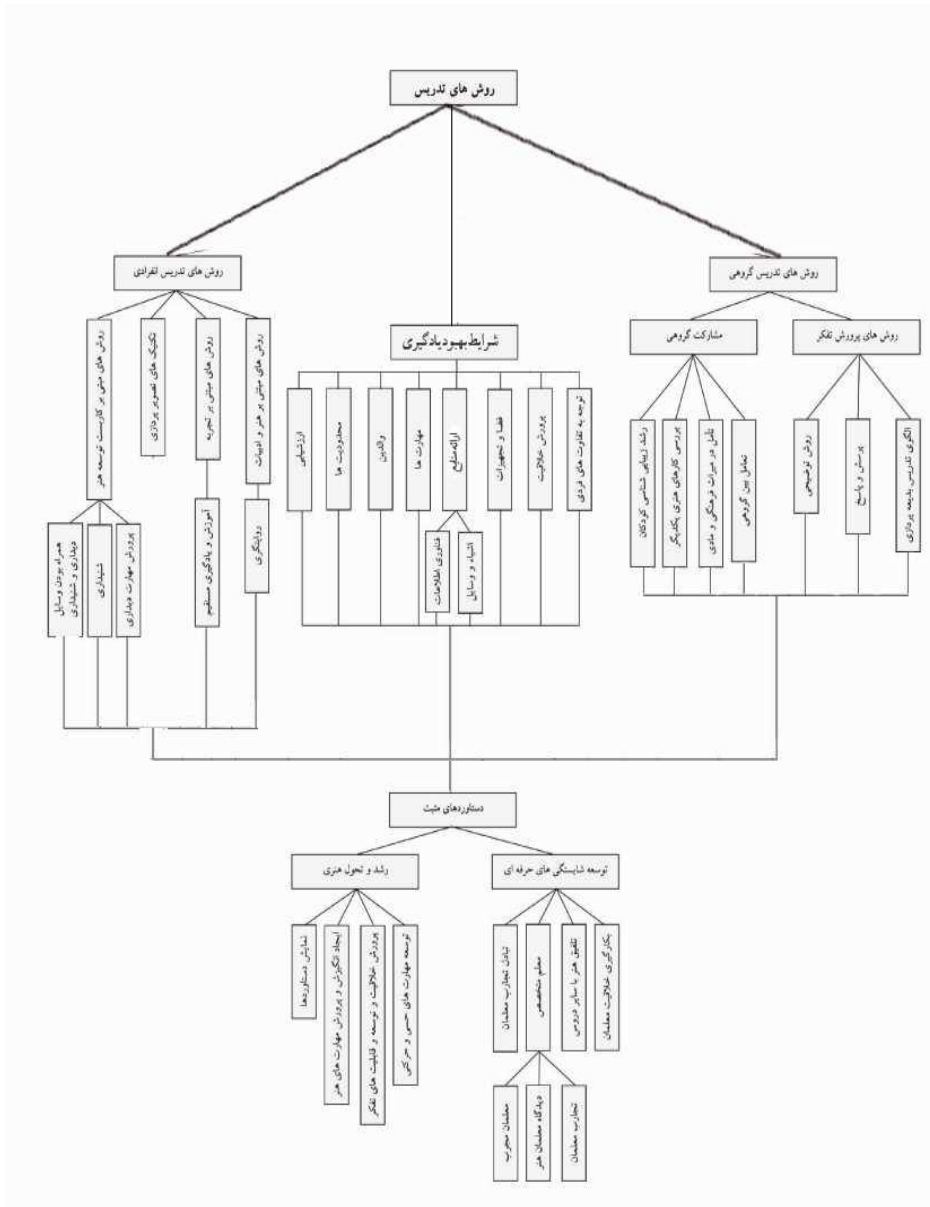 روش های تدریس
روش های تدریس گروهی
روش های تدریس انفرادی
شرایط بهبود یادگیری
روش های پرورش تفکر
مشارکت گروهی
الگوی تدریس بدیعه پردازی
پرسش و پاسخ
روش توضیحی
تعامل بین گروهی
تأمل در میراث فرهنگی و مادی
بررسی کارهای هنری یکدیگر
رشد زیبایی شناسی کودکان
توجه به تفاوت های فردی
پرورش خلاقیت
فضا و تجهیزات
ارائه منابع
مهارت ها
والدین
محدودیت ها
ارزشیابی
اشیاء و وسایل
فناوری اطلاعات
روش های مبتنی بر هنر و ادبیات
روش های مبتنی بر تجربه
تکنیک های تصویر پردازی
روش های مبتنی بر کاربست توسعه هنر
روایتگری
آموزش و یادگیری مستقیم
پرورش مهارت دیداری
شنیداری
همراه بودن وسایل
دیداری و شنیداری
دستاوردهای مثبت
توسعه شایستگی های حرفه ای
رشد و تحول هنری
بکارگیری خلاقیت معلمان
تلفیق هنر با سایر دروس
معلم متخصص
تبادل تجارب معلمان
توسعه مهارت های حسی و حرکتی
پرورش خلاقیت و توسعه و قابلیت های تفکر
ایجاد انگیزش و پرورش مهارت های هنر
نمایش دستاوردها
تجارب معلمان
دیدگاه معلمان هنر
معلمان مجرب